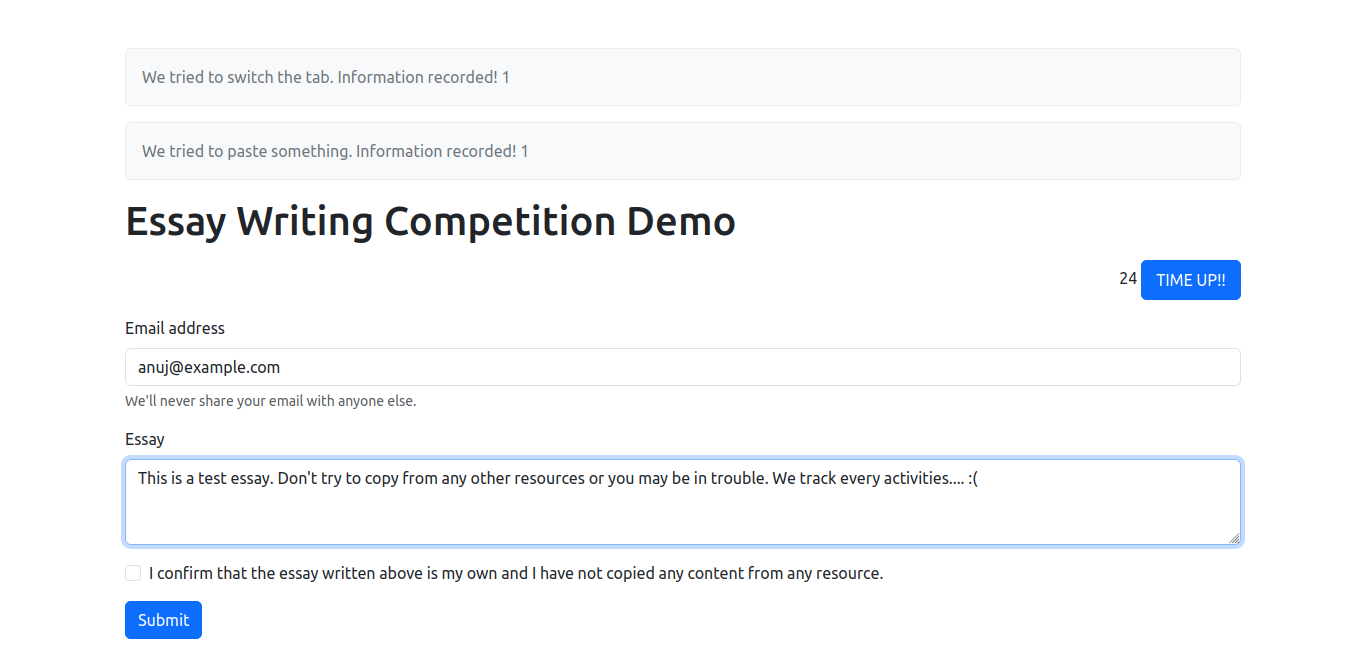 We tried to switch the tab. Information recorded! 1
We tried to paste something. Information recorded! 1
Essay Writing Competition Demo
24 TIME UP!!
Email address
anuj@example.com
We'll never share your email with anyone else.
Essay
This is a test essay. Don't try to copy from any other resources or you may be in trouble. We track every activities.... :(
I confirm that the essay written above is my own and I have not copied any content from any resource.
Submit